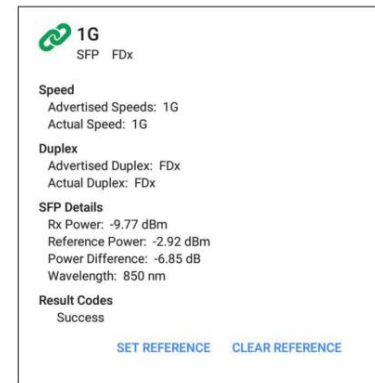 1G
SFP FDx
Speed
Advertised Speeds: 1G
Actual Speed: 1G
Duplex
Advertised Duplex: FDx
Actual Duplex: FDx
SFP Details
Rx Power: -9.77 dBm
Reference Power: -2.92 dBm
Power Difference: -6.85 dB
Wavelength: 850 nm
Result Codes
Success
SET REFERENCE CLEAR REFERENCE